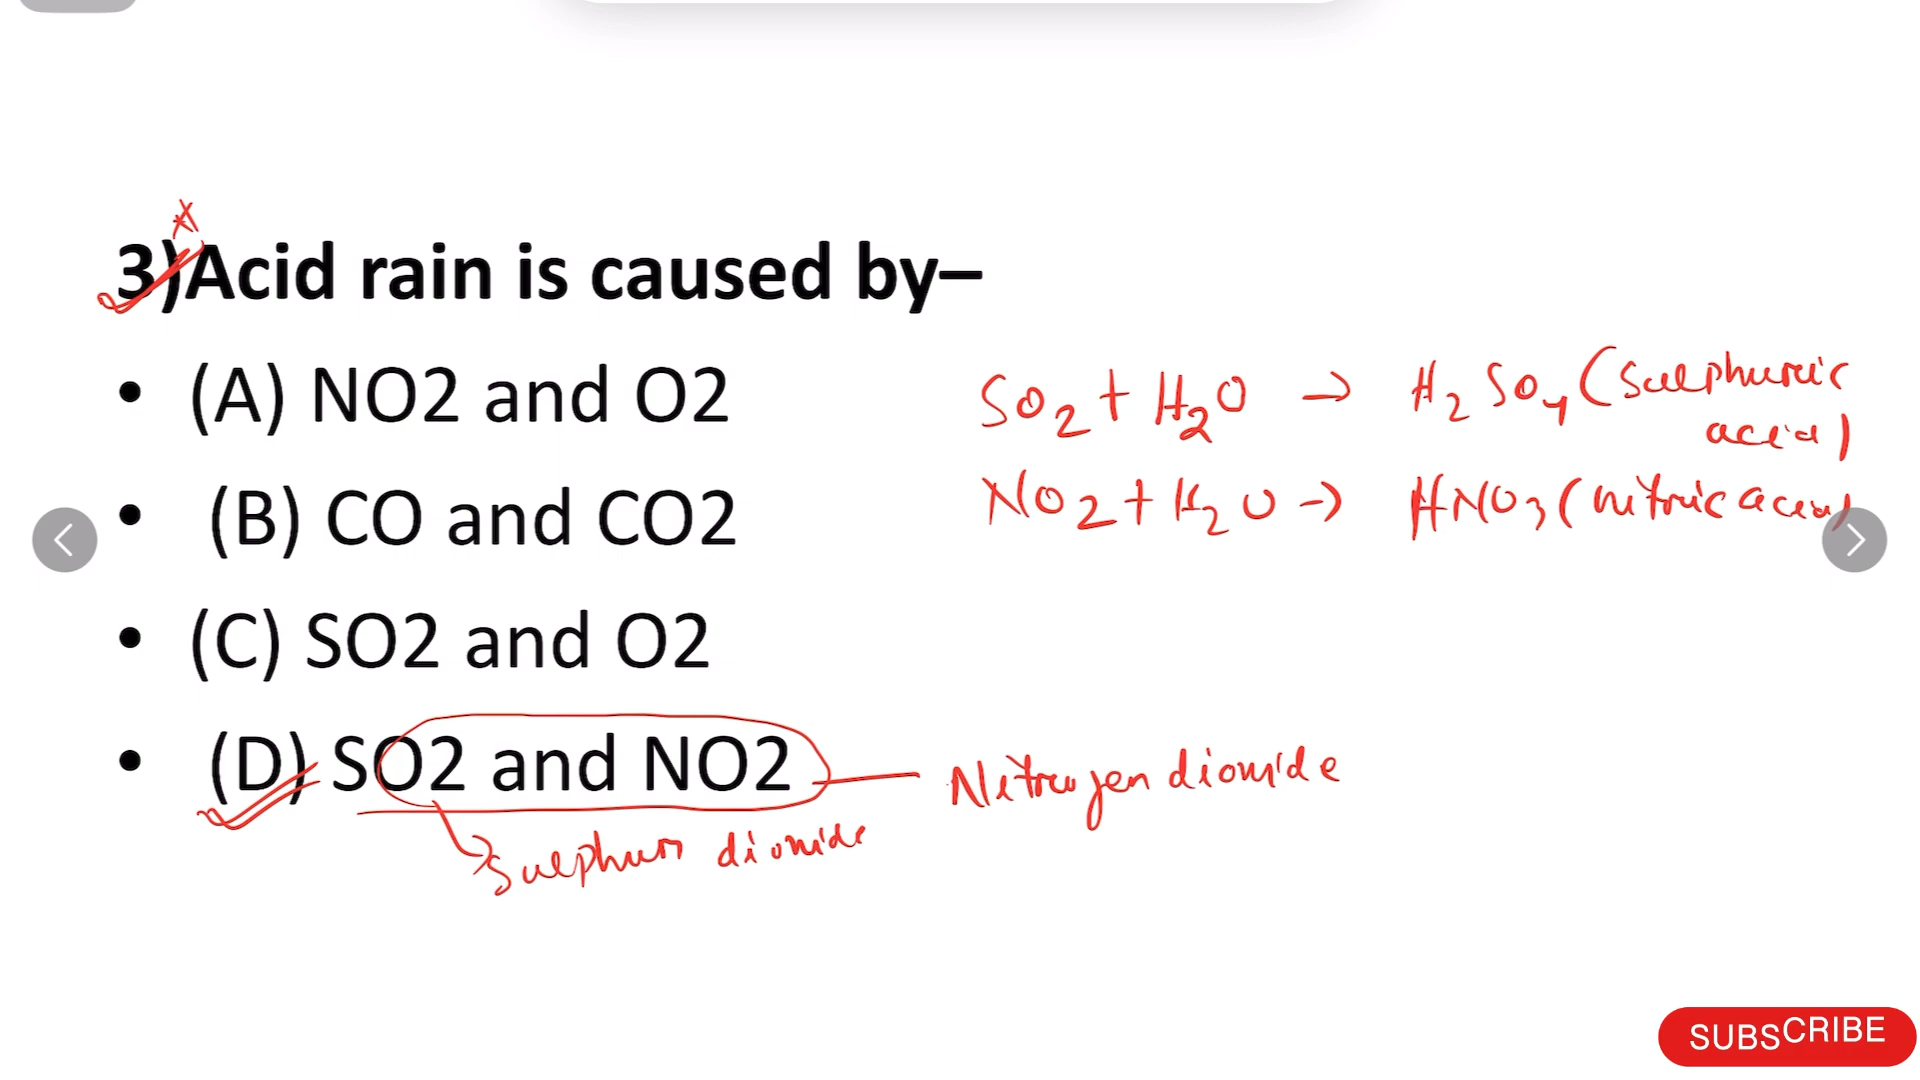 3)Acid rain is caused by–
• (A) NO2 and O2
SO2 + H2O → H2SO4 (Sulphuric acid)
• (B) CO and CO2
NO2 + H2O → HNO3 (nitric acid)
• (C) SO2 and O2
• (D) SO2 and NO2
Nitrogen dioxide
Sulphur dioxide
SUBSCRIBE